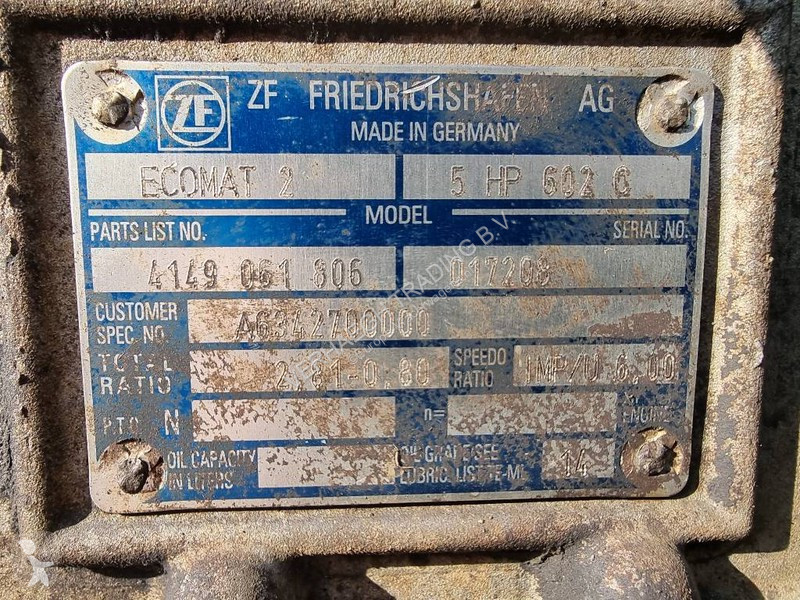 ZF ZF FRIEDRICHSHAFEN AG
MADE IN GERMANY
ECOMAT 2 5 HP 602 C
MODEL
PARTS LIST NO. SERIAL NO.
4149 061 806 017208
CUSTOMER SPEC. NO. A6342700000
TOTAL RATIO 2,81-0,80 SPEEDO RATIO IMP/U 6,00
P.T.O. N n= ENGINE
OIL CAPACITY IN LITERS OIL GRADE SEE LUBRIC. LIST TE-ML 14
TRADING B.V.